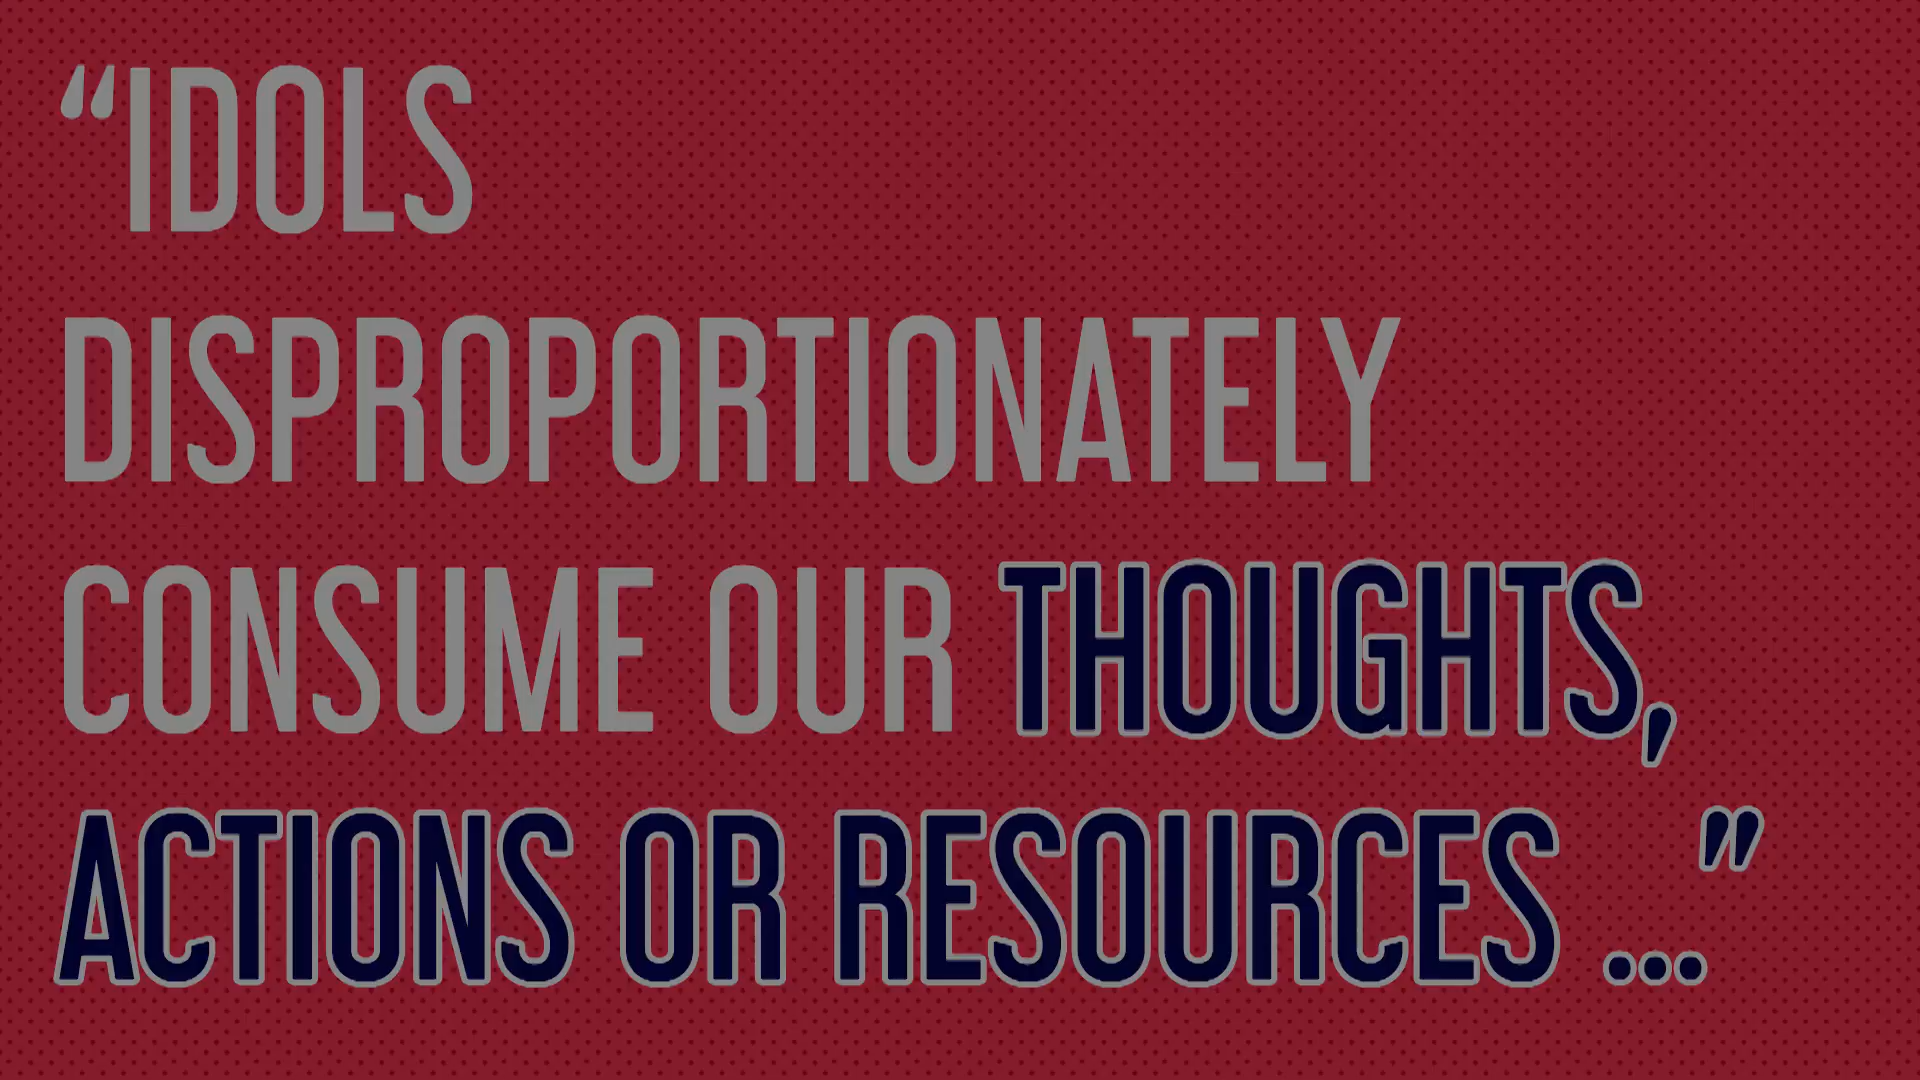 “IDOLS
DISPROPORTIONATELY
CONSUME OUR THOUGHTS,
ACTIONS OR RESOURCES ...”